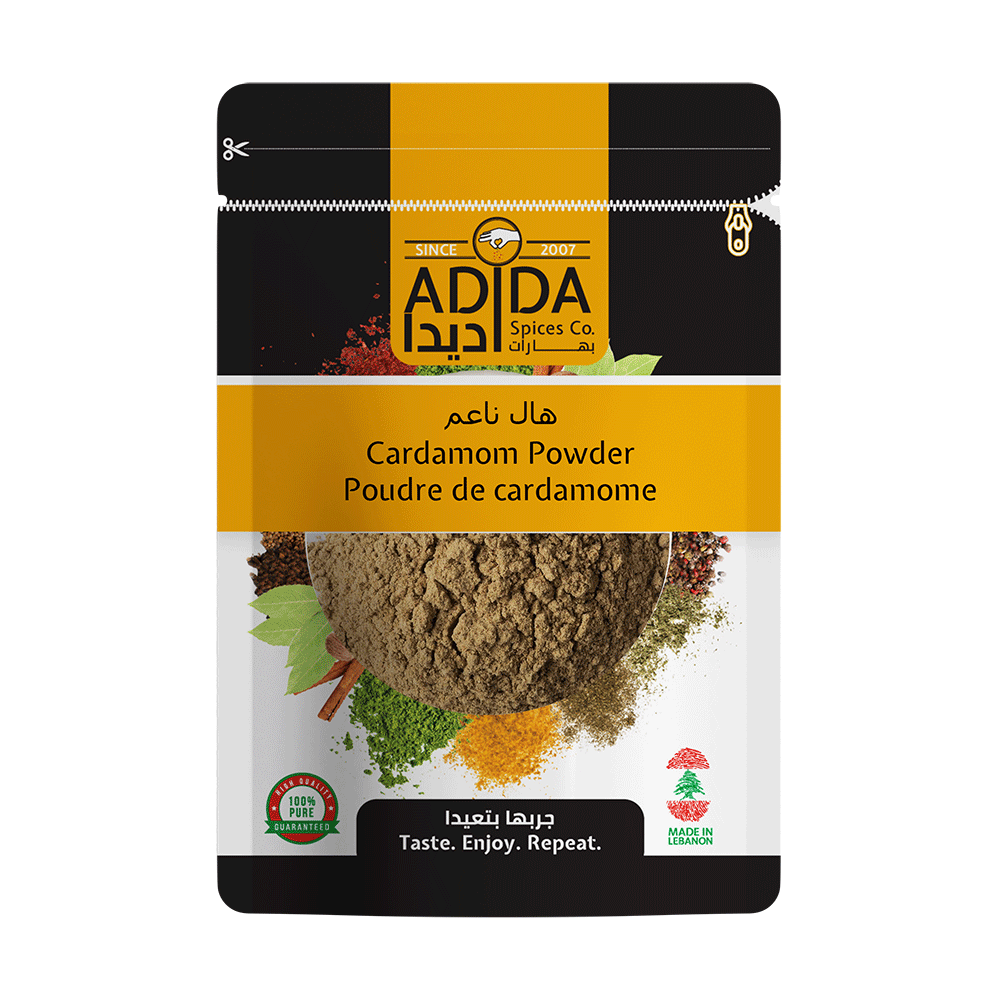 SINCE 2007
ADIDA
اديدا
Spices Co.
بهارات
هال ناعم
Cardamom Powder
Poudre de cardamome
HIGH QUALITY
100%
PURE
GUARANTEED
جربها بتعيدا
Taste. Enjoy. Repeat.
MADE IN
LEBANON